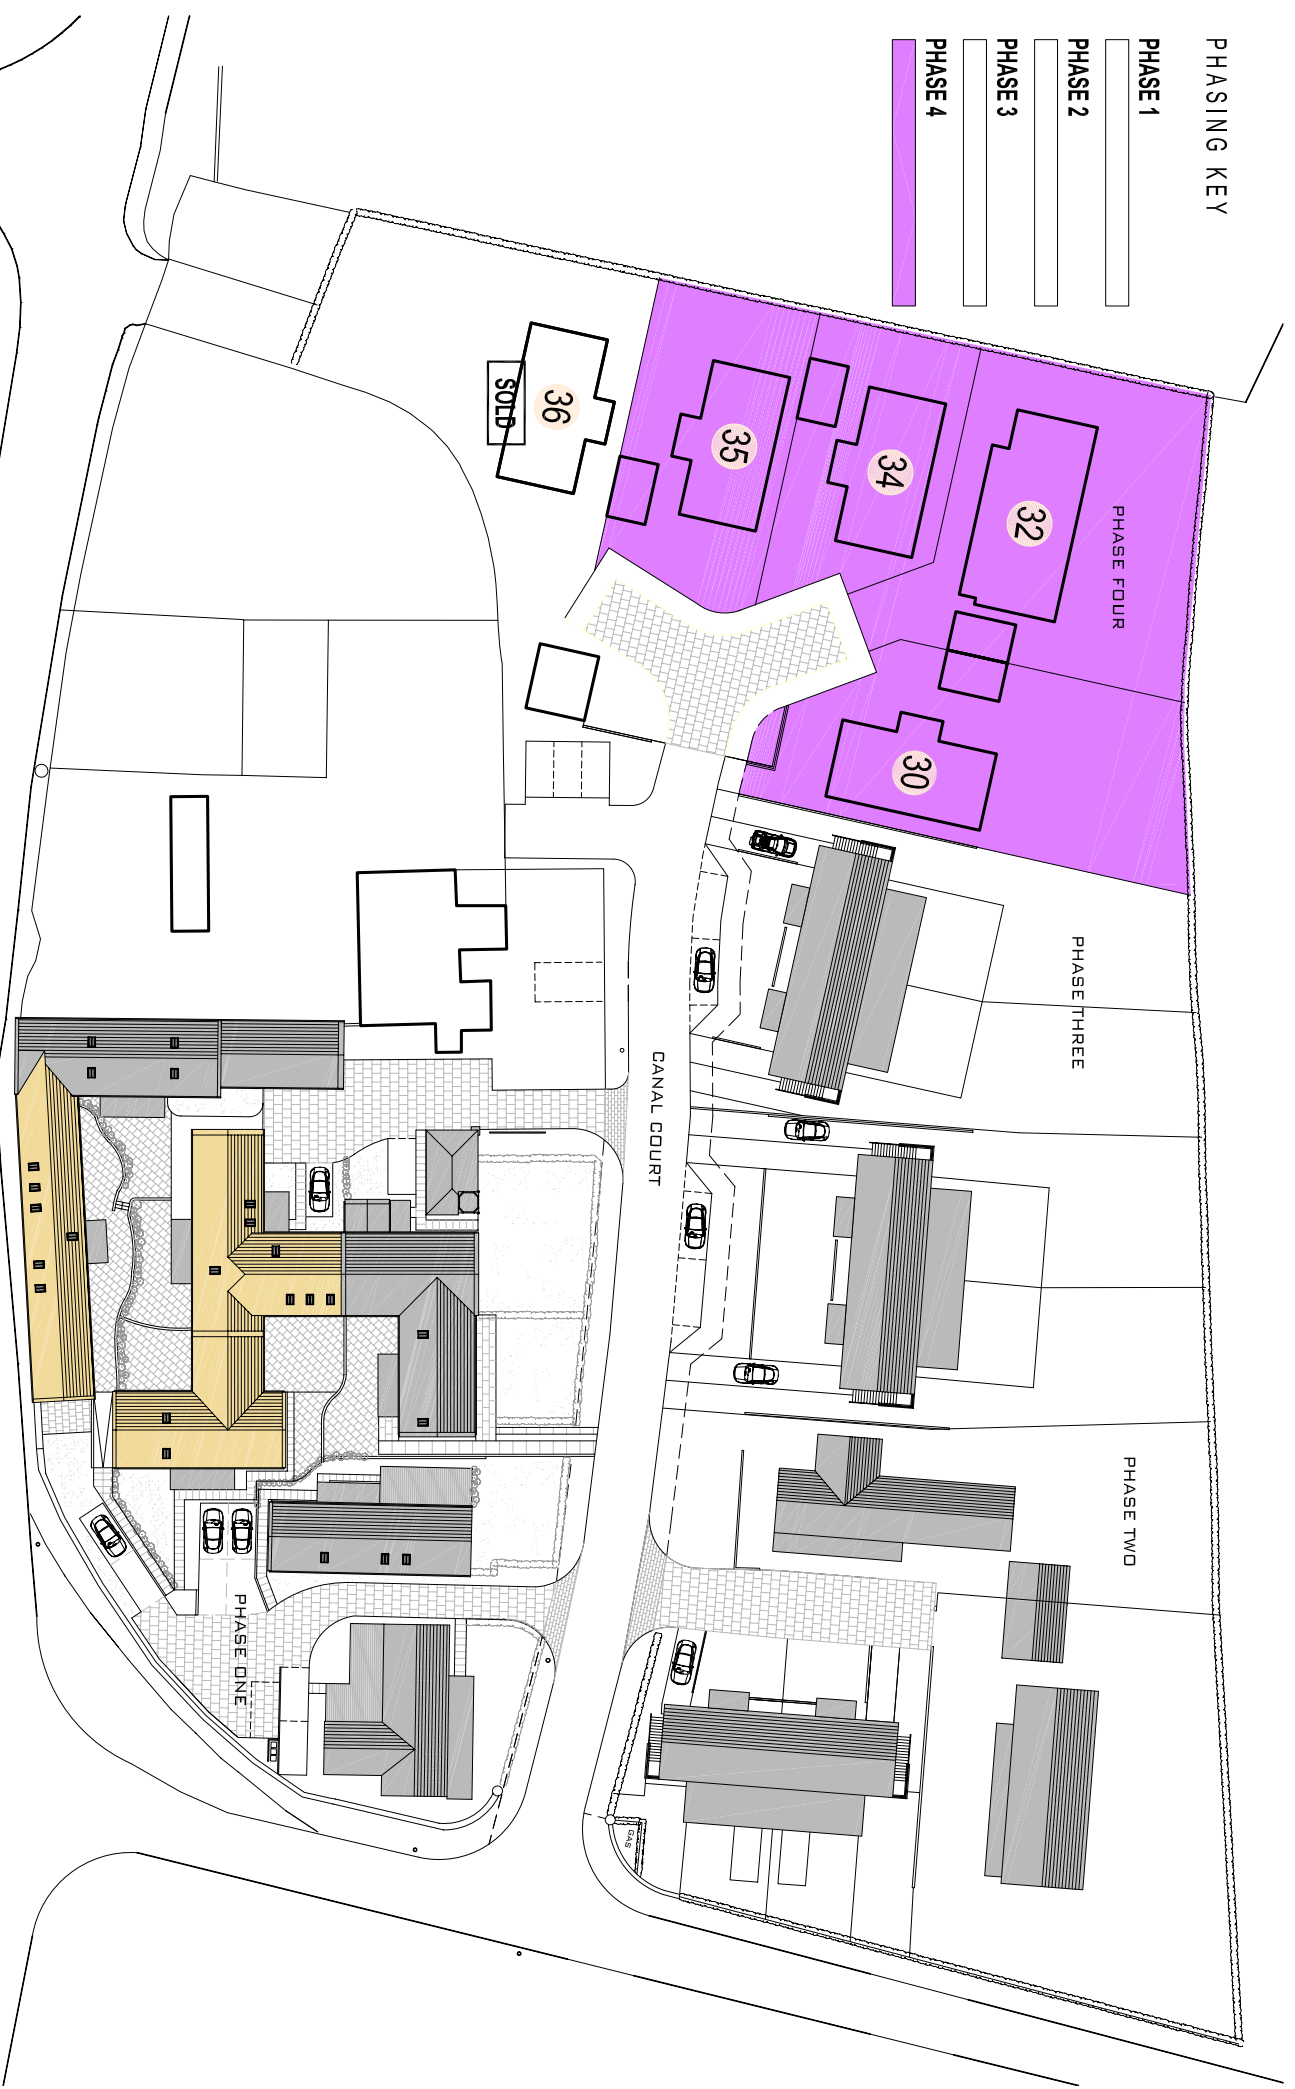 PHASING KEY
PHASE 1
PHASE 2
PHASE 3
PHASE 4
PHASE FOUR
32
34
35
36
SOLD
30
PHASE THREE
CANAL COURT
PHASE TWO
PHASE ONE
GAS